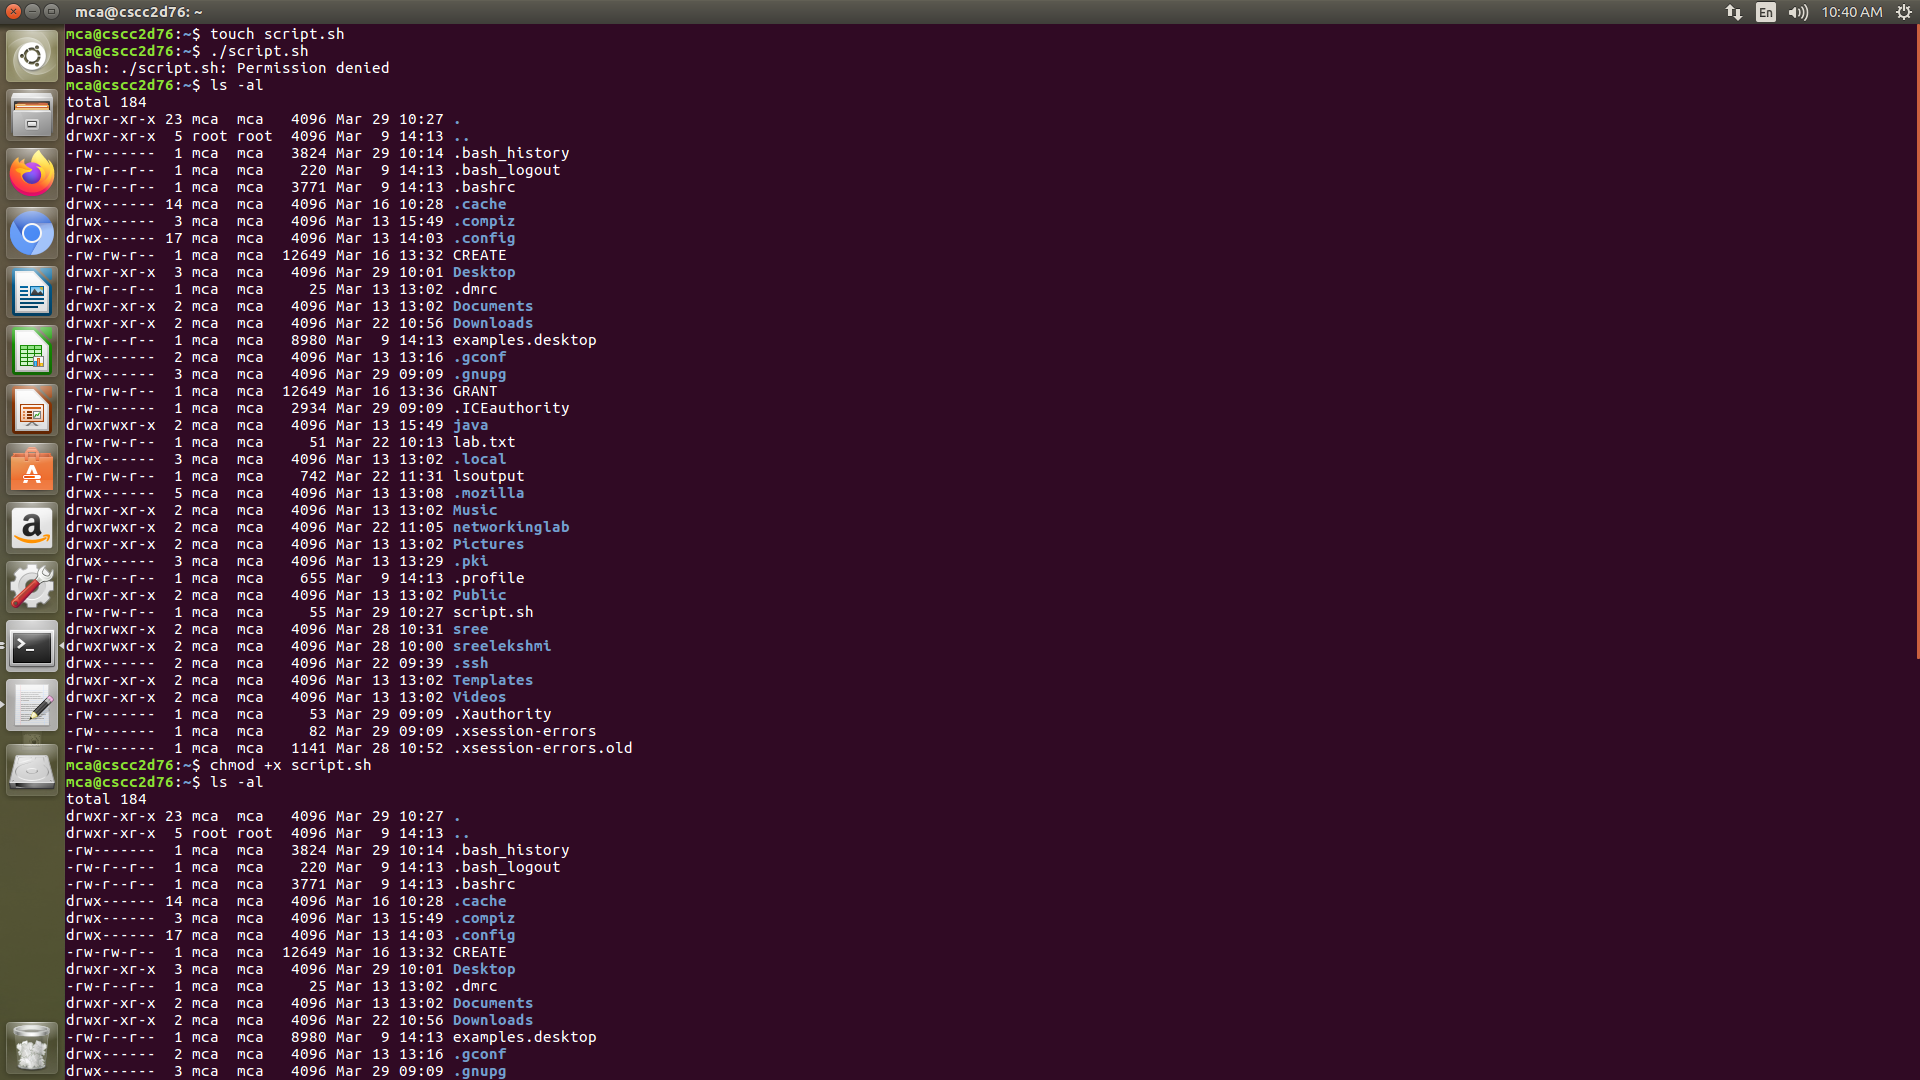 mca@cscc2d76: ~
En
10:40 AM
mca@cscc2d76:~$ touch script.sh
mca@cscc2d76:~$ ./script.sh
bash: ./script.sh: Permission denied
mca@cscc2d76:~$ ls -al
total 184
drwxr-xr-x 23 mca  mca   4096 Mar 29 10:27 .
drwxr-xr-x  5 root root  4096 Mar  9 14:13 ..
-rw-------  1 mca  mca   3824 Mar 29 10:14 .bash_history
-rw-r--r--  1 mca  mca    220 Mar  9 14:13 .bash_logout
-rw-r--r--  1 mca  mca   3771 Mar  9 14:13 .bashrc
drwx------ 14 mca  mca   4096 Mar 16 10:28 .cache
drwx------  3 mca  mca   4096 Mar 13 15:49 .compiz
drwx------ 17 mca  mca   4096 Mar 13 14:03 .config
-rw-rw-r--  1 mca  mca  12649 Mar 16 13:32 CREATE
drwxr-xr-x  3 mca  mca   4096 Mar 29 10:01 Desktop
-rw-r--r--  1 mca  mca     25 Mar 13 13:02 .dmrc
drwxr-xr-x  2 mca  mca   4096 Mar 13 13:02 Documents
drwxr-xr-x  2 mca  mca   4096 Mar 22 10:56 Downloads
-rw-r--r--  1 mca  mca   8980 Mar  9 14:13 examples.desktop
drwx------  2 mca  mca   4096 Mar 13 13:16 .gconf
drwx------  3 mca  mca   4096 Mar 29 09:09 .gnupg
-rw-rw-r--  1 mca  mca  12649 Mar 16 13:36 GRANT
-rw-------  1 mca  mca   2934 Mar 29 09:09 .ICEauthority
drwxrwxr-x  2 mca  mca   4096 Mar 13 15:49 java
-rw-rw-r--  1 mca  mca     51 Mar 22 10:13 lab.txt
drwx------  3 mca  mca   4096 Mar 13 13:02 .local
-rw-rw-r--  1 mca  mca    742 Mar 22 11:31 lsoutput
drwx------  5 mca  mca   4096 Mar 13 13:08 .mozilla
drwxr-xr-x  2 mca  mca   4096 Mar 13 13:02 Music
drwxrwxr-x  2 mca  mca   4096 Mar 22 11:05 networkinglab
drwxr-xr-x  2 mca  mca   4096 Mar 13 13:02 Pictures
drwx------  3 mca  mca   4096 Mar 13 13:29 .pki
-rw-r--r--  1 mca  mca    655 Mar  9 14:13 .profile
drwxr-xr-x  2 mca  mca   4096 Mar 13 13:02 Public
-rw-rw-r--  1 mca  mca     55 Mar 29 10:27 script.sh
drwxrwxr-x  2 mca  mca   4096 Mar 28 10:31 sree
drwxrwxr-x  2 mca  mca   4096 Mar 28 10:00 sreelekshmi
drwx------  2 mca  mca   4096 Mar 22 09:39 .ssh
drwxr-xr-x  2 mca  mca   4096 Mar 13 13:02 Templates
drwxr-xr-x  2 mca  mca   4096 Mar 13 13:02 Videos
-rw-------  1 mca  mca     53 Mar 29 09:09 .Xauthority
-rw-------  1 mca  mca     82 Mar 29 09:09 .xsession-errors
-rw-------  1 mca  mca   1141 Mar 28 10:52 .xsession-errors.old
mca@cscc2d76:~$ chmod +x script.sh
mca@cscc2d76:~$ ls -al
total 184
drwxr-xr-x 23 mca  mca   4096 Mar 29 10:27 .
drwxr-xr-x  5 root root  4096 Mar  9 14:13 ..
-rw-------  1 mca  mca   3824 Mar 29 10:14 .bash_history
-rw-r--r--  1 mca  mca    220 Mar  9 14:13 .bash_logout
-rw-r--r--  1 mca  mca   3771 Mar  9 14:13 .bashrc
drwx------ 14 mca  mca   4096 Mar 16 10:28 .cache
drwx------  3 mca  mca   4096 Mar 13 15:49 .compiz
drwx------ 17 mca  mca   4096 Mar 13 14:03 .config
-rw-rw-r--  1 mca  mca  12649 Mar 16 13:32 CREATE
drwxr-xr-x  3 mca  mca   4096 Mar 29 10:01 Desktop
-rw-r--r--  1 mca  mca     25 Mar 13 13:02 .dmrc
drwxr-xr-x  2 mca  mca   4096 Mar 13 13:02 Documents
drwxr-xr-x  2 mca  mca   4096 Mar 22 10:56 Downloads
-rw-r--r--  1 mca  mca   8980 Mar  9 14:13 examples.desktop
drwx------  2 mca  mca   4096 Mar 13 13:16 .gconf
drwx------  3 mca  mca   4096 Mar 29 09:09 .gnupg